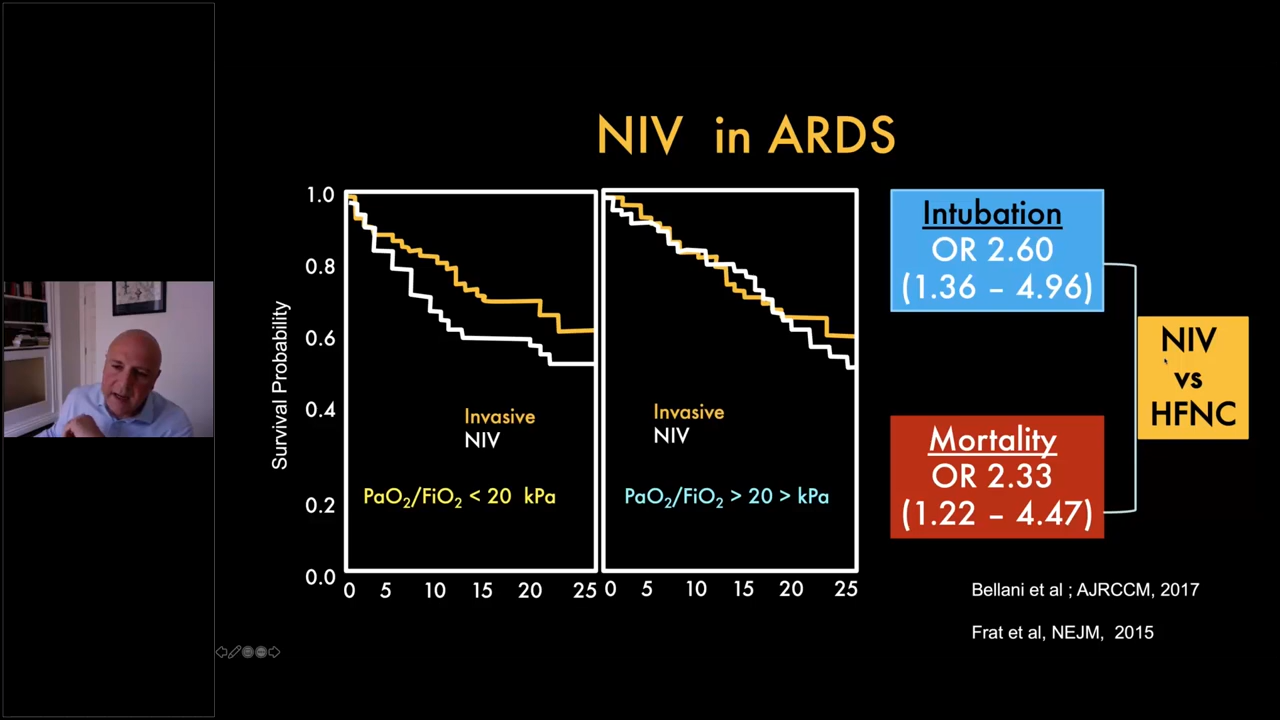 NIV in ARDS
Survival Probability
1.0
0.8
0.6
0.4
0.2
0.0
Invasive
NIV
PaO₂/FiO₂ < 20 kPa
0 5 10 15 20 25
Invasive
NIV
PaO₂/FiO₂ > 20 > kPa
0 5 10 15 20 25
Intubation
OR 2.60
(1.36 – 4.96)
Mortality
OR 2.33
(1.22 – 4.47)
NIV
vs
HFNC
Bellani et al ; AJRCCM, 2017
Frat et al, NEJM, 2015